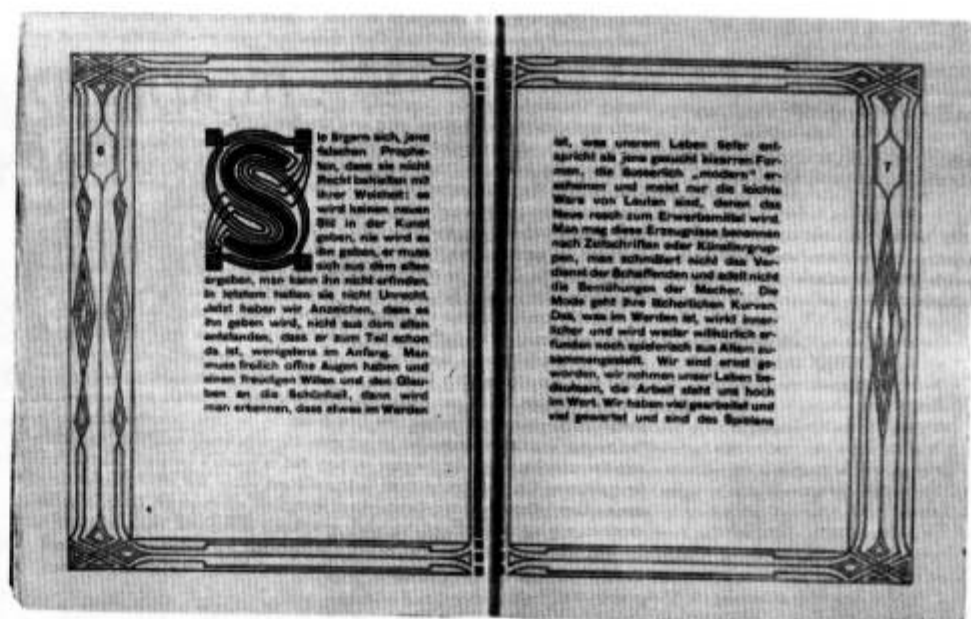 6
Sie ärgern sich, jene
falschen Prophe-
ten, dass sie nicht
Recht behielten mit
ihrer Weisheit: es
wird keinen neuen
Stil in der Kunst
geben, nie wird es
ihn geben, er muss
sich aus dem alten
ergeben, man kann ihn nicht erfinden.
In letztem hatten sie nicht Unrecht.
Jetzt haben wir Anzeichen, dass es
ihn geben wird, nicht aus dem alten
entstanden, dass er zum Teil schon
da ist, wenigstens im Anfang. Man
muss freilich offne Augen haben und
einen freudigen Willen und den Glau-
ben an die Schönheit, dann wird
man erkennen, dass etwas im Werden
7
ist, was unserem Leben tiefer ent-
spricht als jene gesucht bizarren For-
men, die äusserlich „modern“ er-
scheinen und meist nur die leichte
Ware von Leuten sind, denen das
Neue rasch zum Erwerbsmittel wird.
Man mag diese Erzeugnisse benennen
nach Zeitschriften oder Künstlergrup-
pen, man schmälert nicht das Ver-
dienst der Schaffenden und adelt nicht
die Bemühungen der Macher. Die
Mode geht ihre lächerlichen Kurven.
Das, was im Werden ist, wirkt inner-
licher und wird weder willkürlich er-
funden noch spielerisch aus Altem zu-
sammengestellt. Wir sind ernst ge-
worden, wir nehmen unser Leben be-
deutsam, die Arbeit steht uns hoch
im Wert. Wir haben viel gearbeitet und
viel gewertet und sind des Spielens